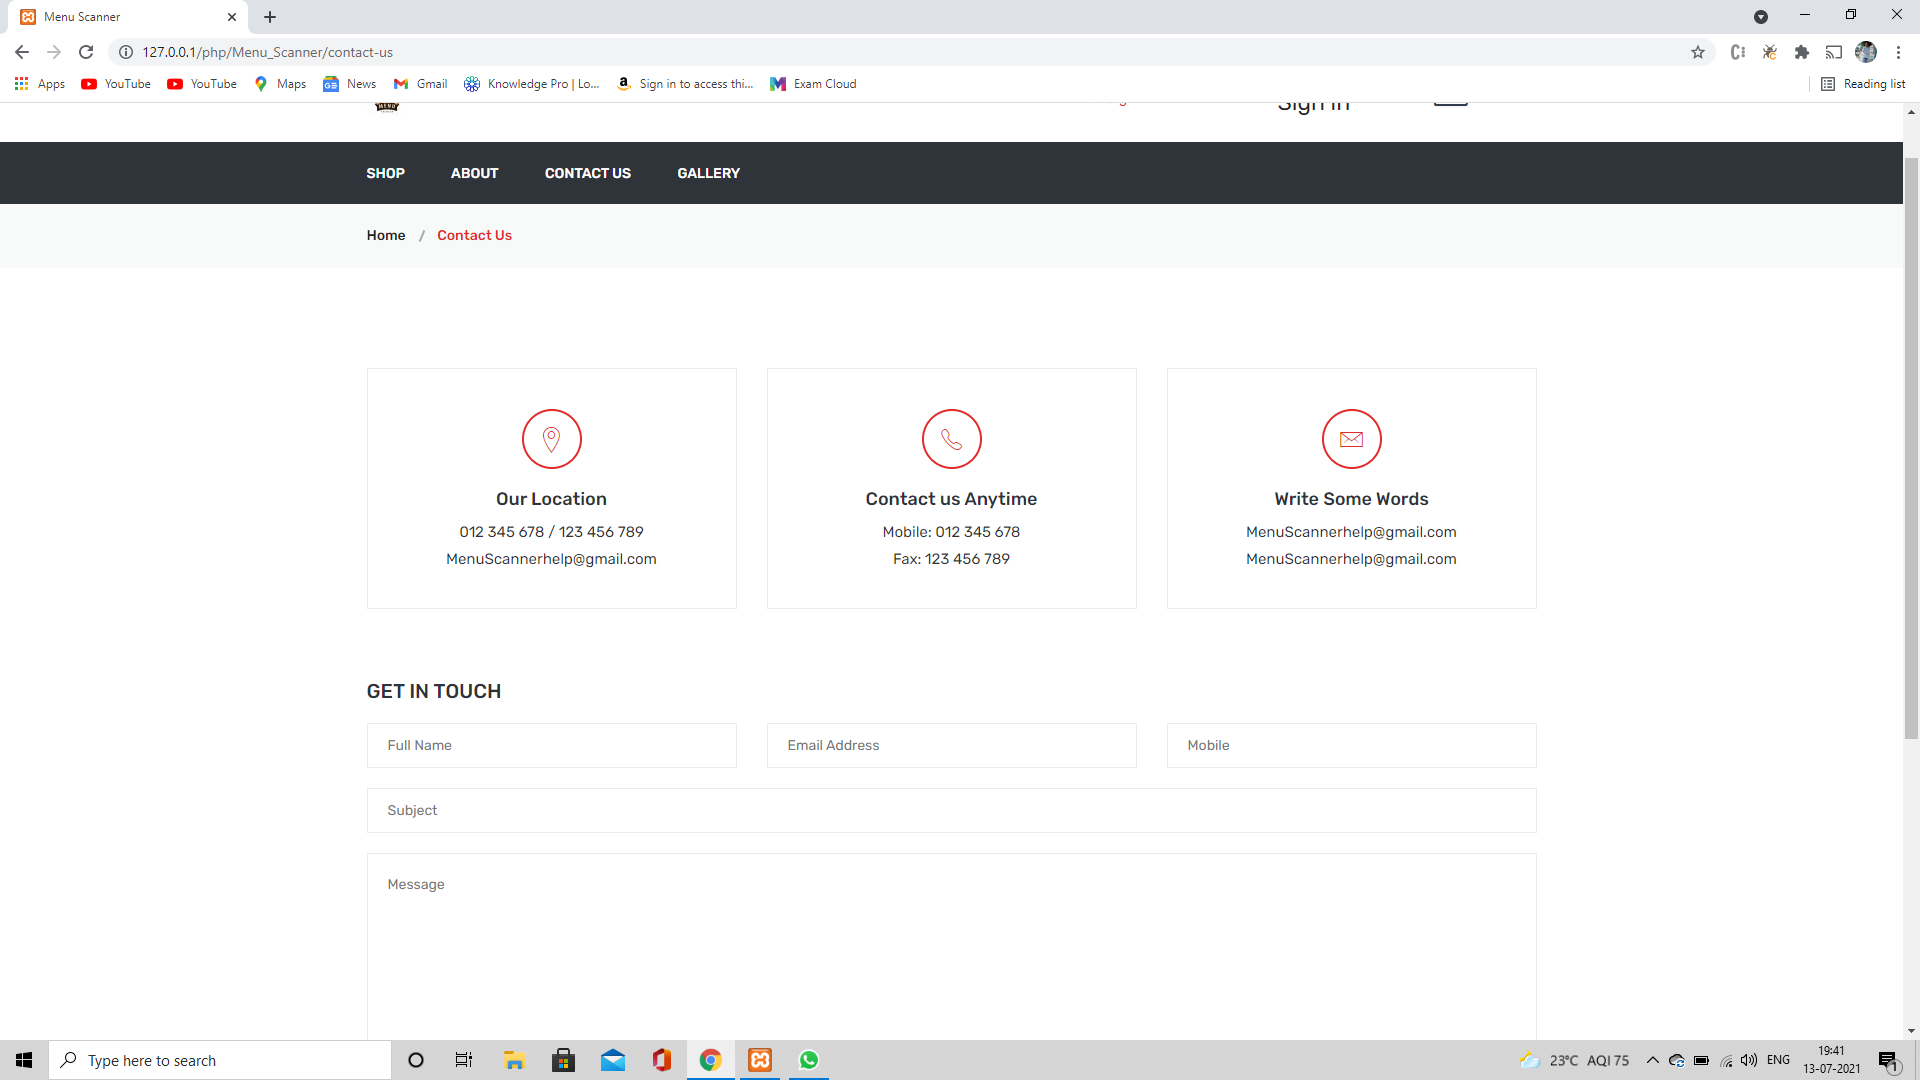 Menu Scanner
127.0.0.1/php/Menu_Scanner/contact-us
Apps YouTube YouTube Maps News Gmail Knowledge Pro | Lo... Sign in to access thi... Exam Cloud Reading list
MENU
Sign in
SHOP ABOUT CONTACT US GALLERY
Home / Contact Us
Our Location
012 345 678 / 123 456 789
MenuScannerhelp@gmail.com
Contact us Anytime
Mobile: 012 345 678
Fax: 123 456 789
Write Some Words
MenuScannerhelp@gmail.com
MenuScannerhelp@gmail.com
GET IN TOUCH
Full Name Email Address Mobile
Subject
Message
Type here to search
23°C AQI 75
ENG
19:41
13-07-2021
1